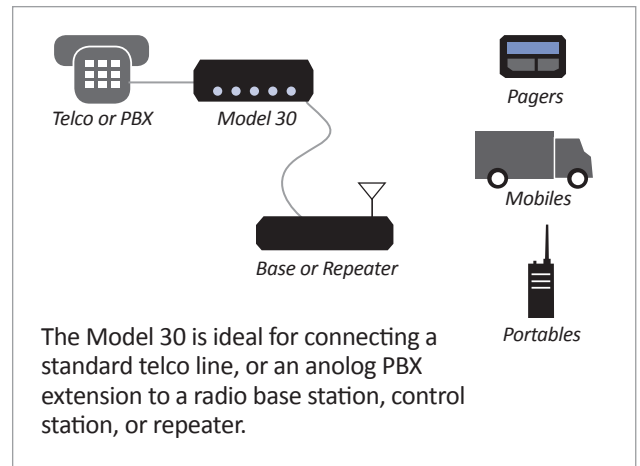 Telco or PBX
Model 30
Pagers
Mobiles
Base or Repeater
Portables
The Model 30 is ideal for connecting a
standard telco line, or an anolog PBX
extension to a radio base station, control
station, or repeater.